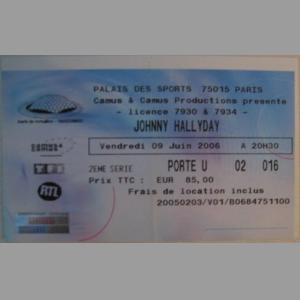 PALAIS DES SPORTS 75015 PARIS
Camus & Camus Productions presente
- licence 7930 & 7934 -
JOHNNY HALLYDAY
Vendredi 09 Juin 2006 A 20H30
2EME SERIE PORTE U 02 016
Prix TTC : EUR 85,00
RTL
Frais de location inclus
20050203/V01/B0684751100